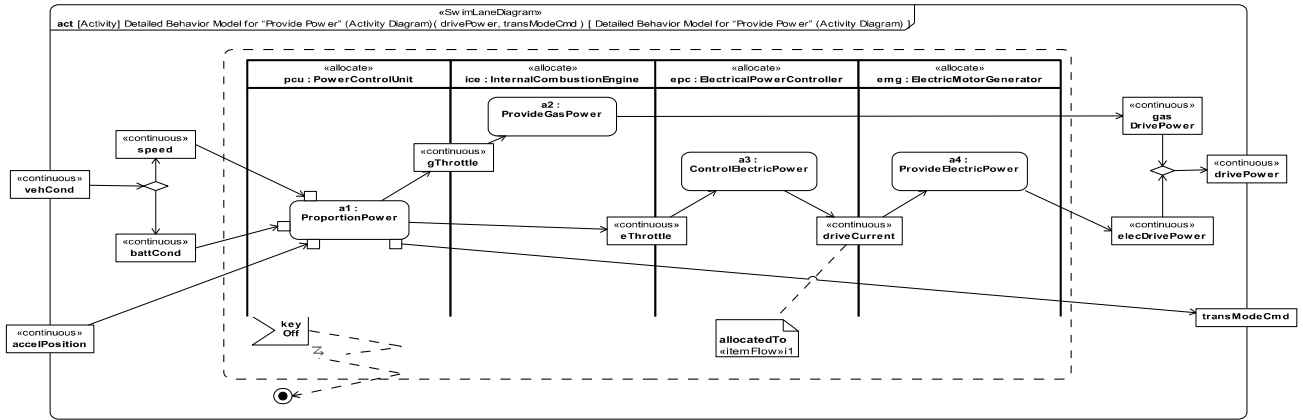 «SwimLaneDiagram»
act [Activity] Detailed Behavior Model for "Provide Power" (Activity Diagram)( drivePower, transModeCmd ) [ Detailed Behavior Model for "Provide Power" (Activity Diagram) ]
«allocate»
pcu : PowerControlUnit
«allocate»
ice : InternalCombustionEngine
«allocate»
epc : ElectricalPowerController
«allocate»
emg : ElectricMotorGenerator
a2 :
ProvideGasPower
«continuous»
gas
DrivePower
«continuous»
speed
«continuous»
gThrottle
a3 :
ControlElectricPower
a4 :
ProvideElectricPower
«continuous»
vehCond
«continuous»
drivePower
a1 :
ProportionPower
«continuous»
battCond
«continuous»
eThrottle
«continuous»
driveCurrent
«continuous»
elecDrivePower
«continuous»
accelPosition
key
Off
transModeCmd
allocatedTo
«itemFlow»i1